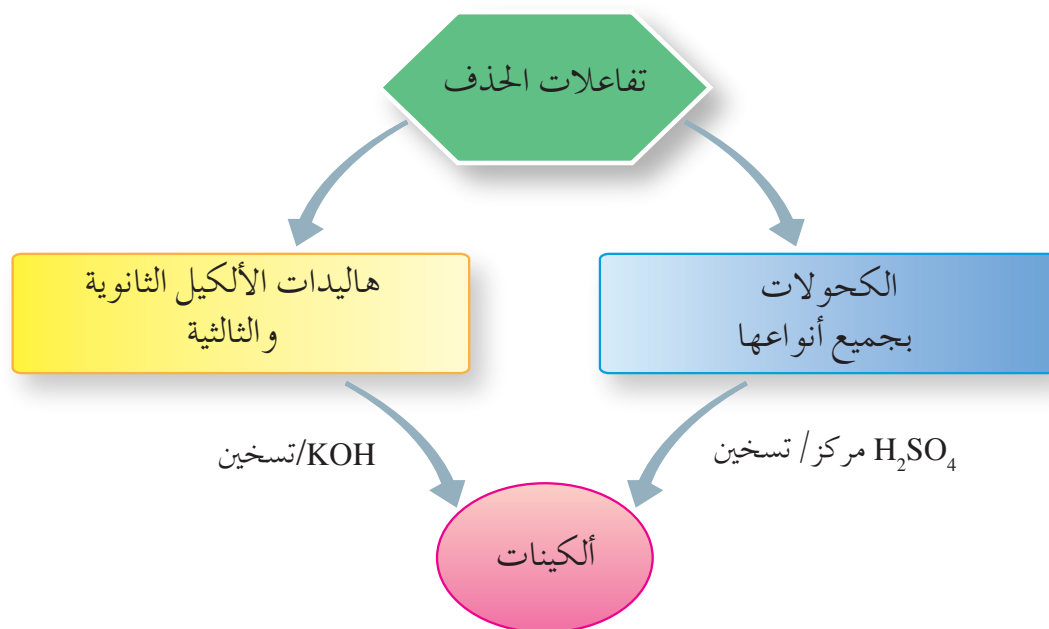 تفاعلات الحذف
الكحولات
بجميع أنواعها
هاليدات الألكيل الثانوية
والثالثية
H₂SO₄ مركز/ تسخين
KOH/تسخين
ألكينات